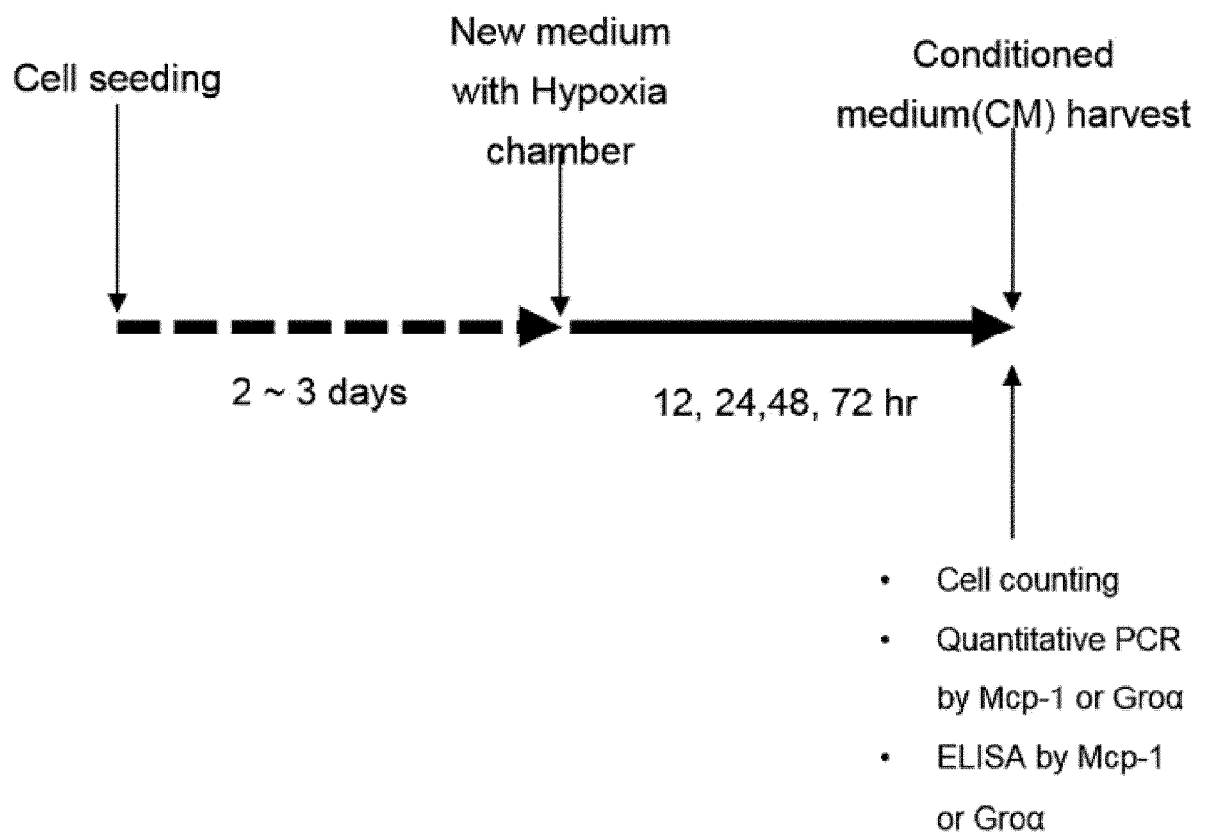 Cell seeding
New medium
with Hypoxia
chamber
Conditioned
medium(CM) harvest
2 ~ 3 days
12, 24,48, 72 hr
• Cell counting
• Quantitative PCR
by Mcp-1 or Groα
• ELISA by Mcp-1
or Groα